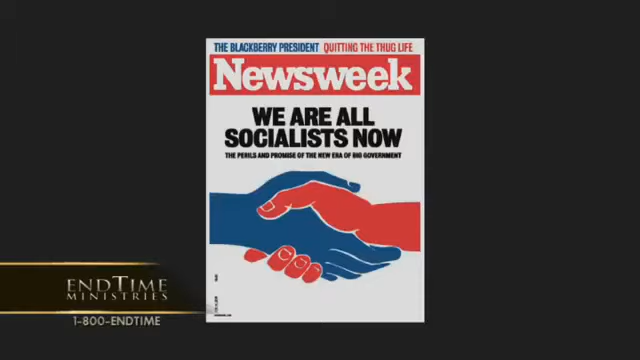 THE BLACKBERRY PRESIDENT QUITTING THE THUG LIFE
Newsweek
WE ARE ALL
SOCIALISTS NOW
THE PERILS AND PROMISE OF THE NEW ERA OF BIG GOVERNMENT
ENDTIME
MINISTRIES
1-800-ENDTIME